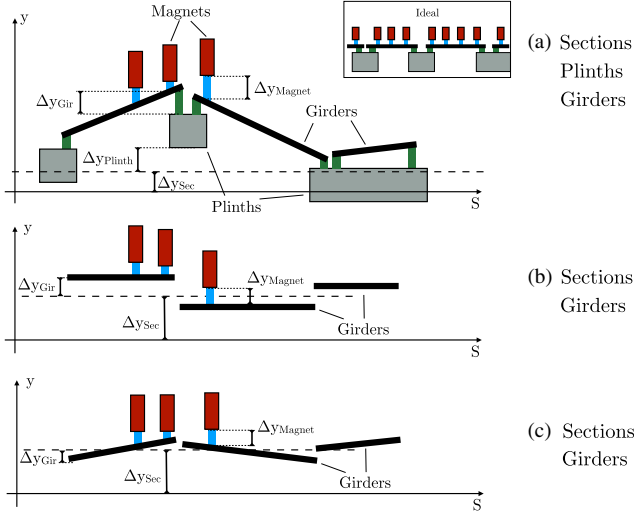 y
Magnets
Ideal
(a) Sections
Plinths
Girders
ΔyGir
ΔyMagnet
Girders
ΔyPlinth
ΔySec
Plinths
S
y
(b) Sections
Girders
ΔyGir
ΔyMagnet
ΔySec
Girders
S
y
(c) Sections
Girders
ΔyMagnet
ΔyGir
ΔySec
Girders
S